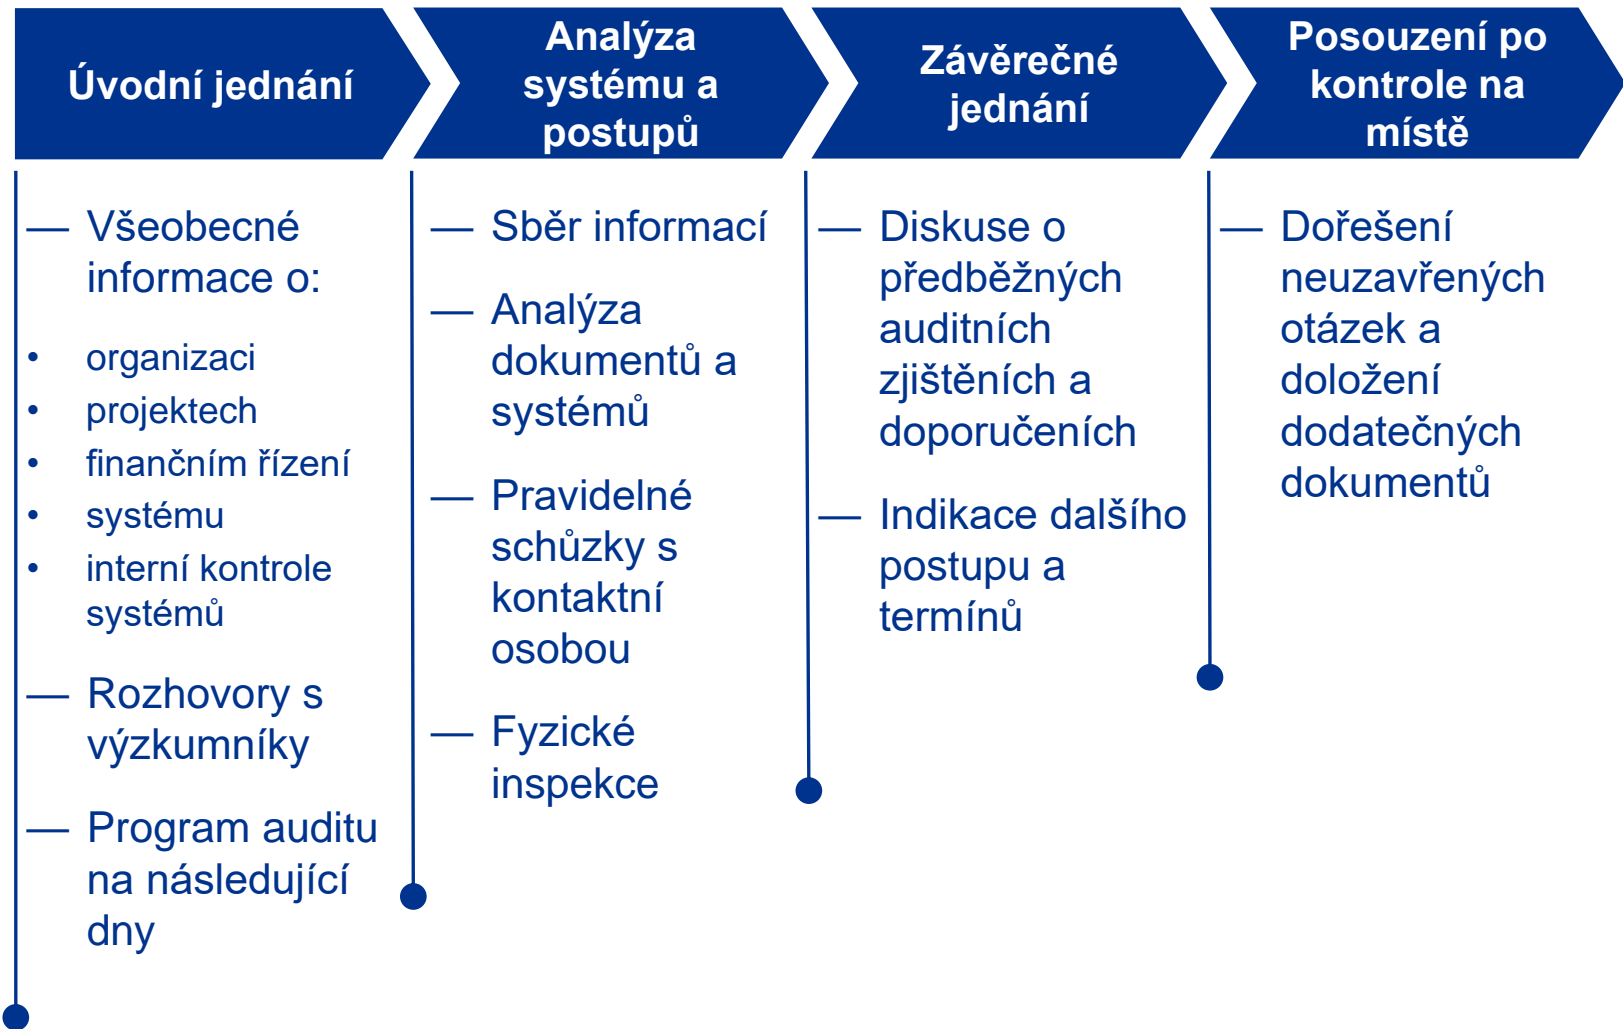 Úvodní jednání
— Všeobecné
informace o:
• organizaci
• projektech
• finančním řízení
• systému
• interní kontrole
systémů
— Rozhovory s
výzkumníky
— Program auditu
na následující
dny
Analýza
systému a
postupů
— Sběr informací
— Analýza
dokumentů a
systémů
— Pravidelné
schůzky s
kontaktní
osobou
— Fyzické
inspekce
Závěrečné
jednání
— Diskuse o
předběžných
auditních
zjištěních a
doporučeních
— Indikace dalšího
postupu a
termínů
Posouzení po
kontrole na
místě
— Dořešení
neuzavřených
otázek a
doložení
dodatečných
dokumentů